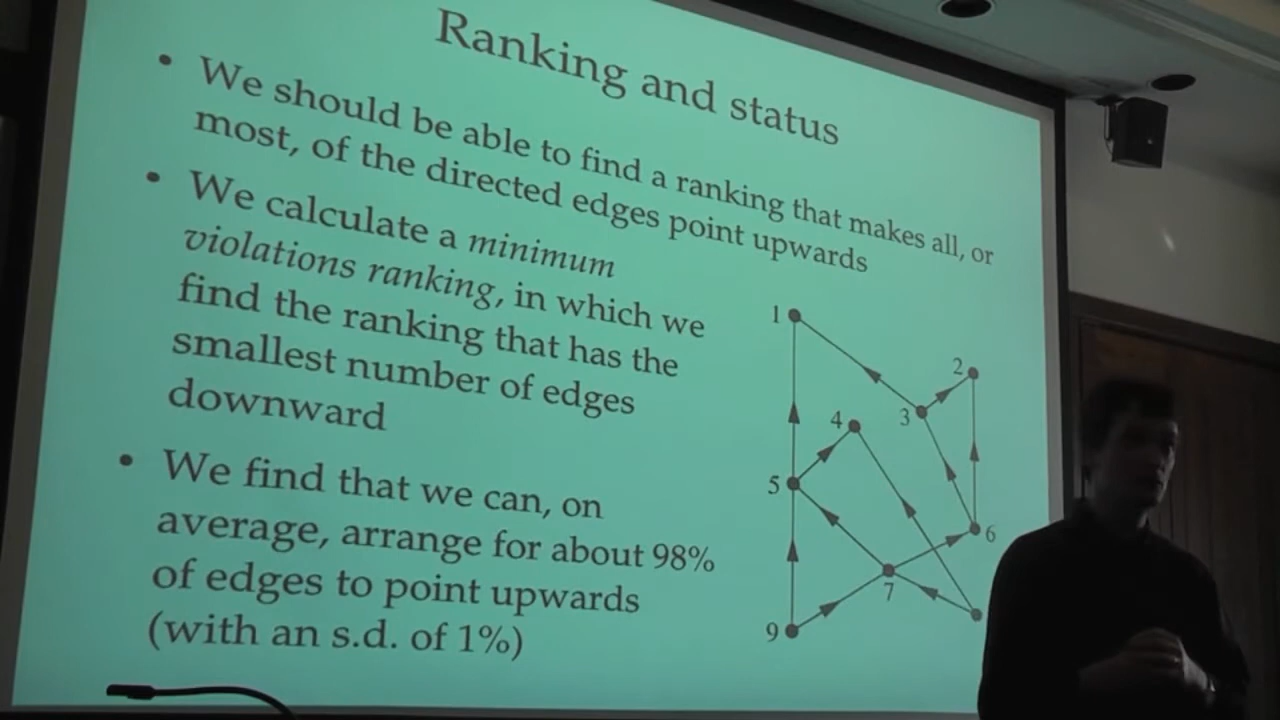 Ranking and status
• We should be able to find a ranking that makes all, or
most, of the directed edges point upwards
• We calculate a minimum
violations ranking, in which we
find the ranking that has the
smallest number of edges
downward
• We find that we can, on
average, arrange for about 98%
of edges to point upwards
(with an s.d. of 1%)
1
2
3
4
5
6
7
9